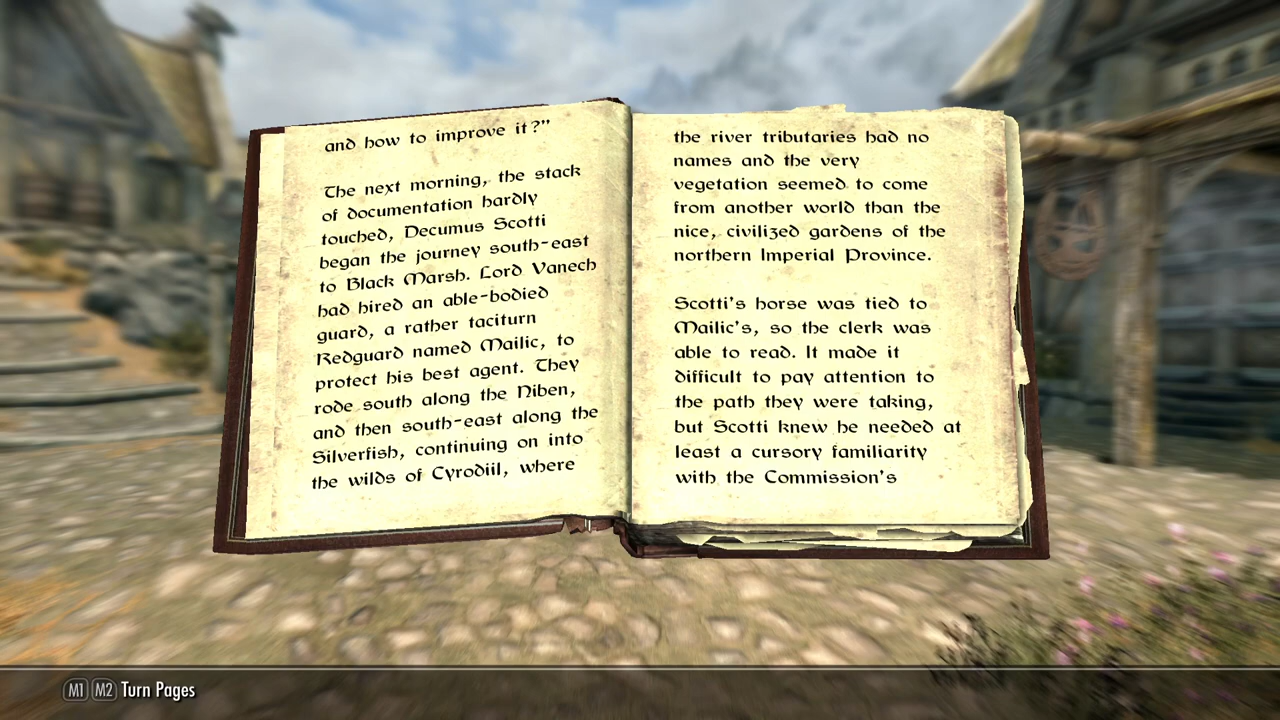 and how to improve it?”
The next morning, the stack
of documentation hardly
touched, Decumus Scotti
began the journey south-east
to Black Marsh. Lord Vanech
had hired an able-bodied
guard, a rather taciturn
Redguard named Mailic, to
protect his best agent. They
rode south along the Niben,
and then south-east along the
Silverfish, continuing on into
the wilds of Cyrodiil, where
the river tributaries had no
names and the very
vegetation seemed to come
from another world than the
nice, civilized gardens of the
northern Imperial Province.
Scotti's horse was tied to
Mailic's, so the clerk was
able to read. It made it
difficult to pay attention to
the path they were taking,
but Scotti knew he needed at
least a cursory familiarity
with the Commission's
M1 M2 Turn Pages